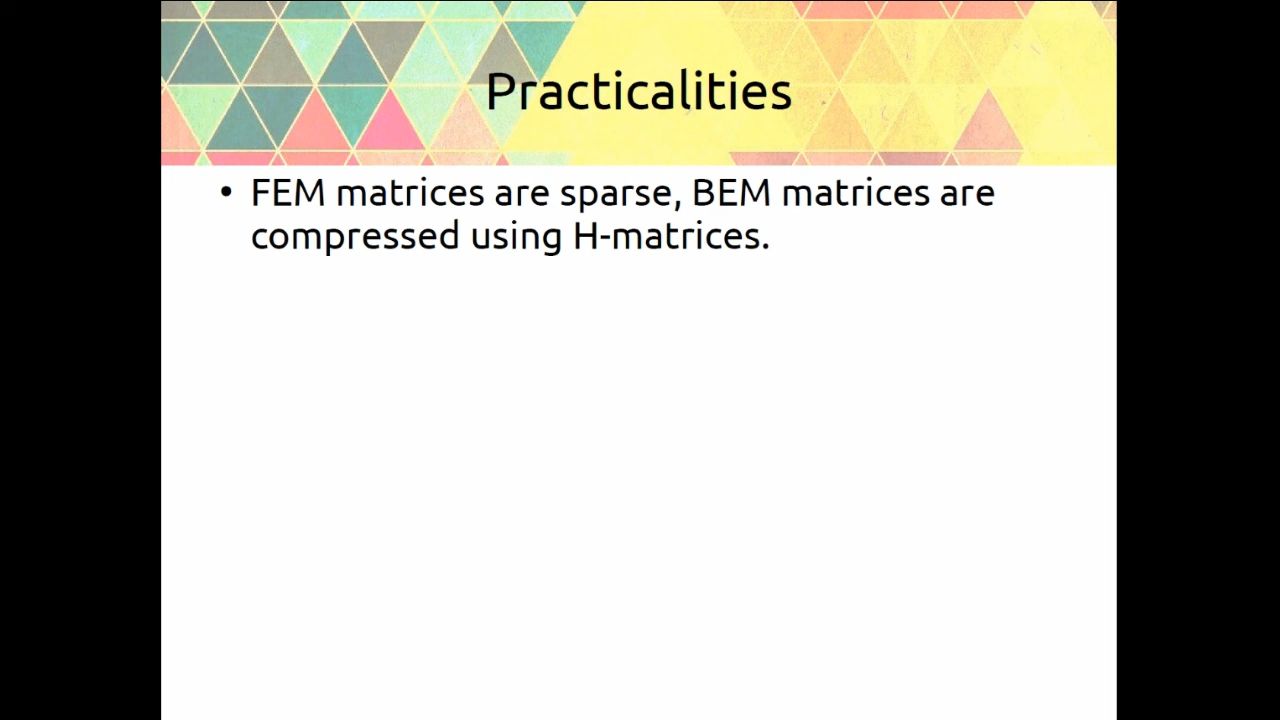 Practicalities
• FEM matrices are sparse, BEM matrices are
compressed using H-matrices.